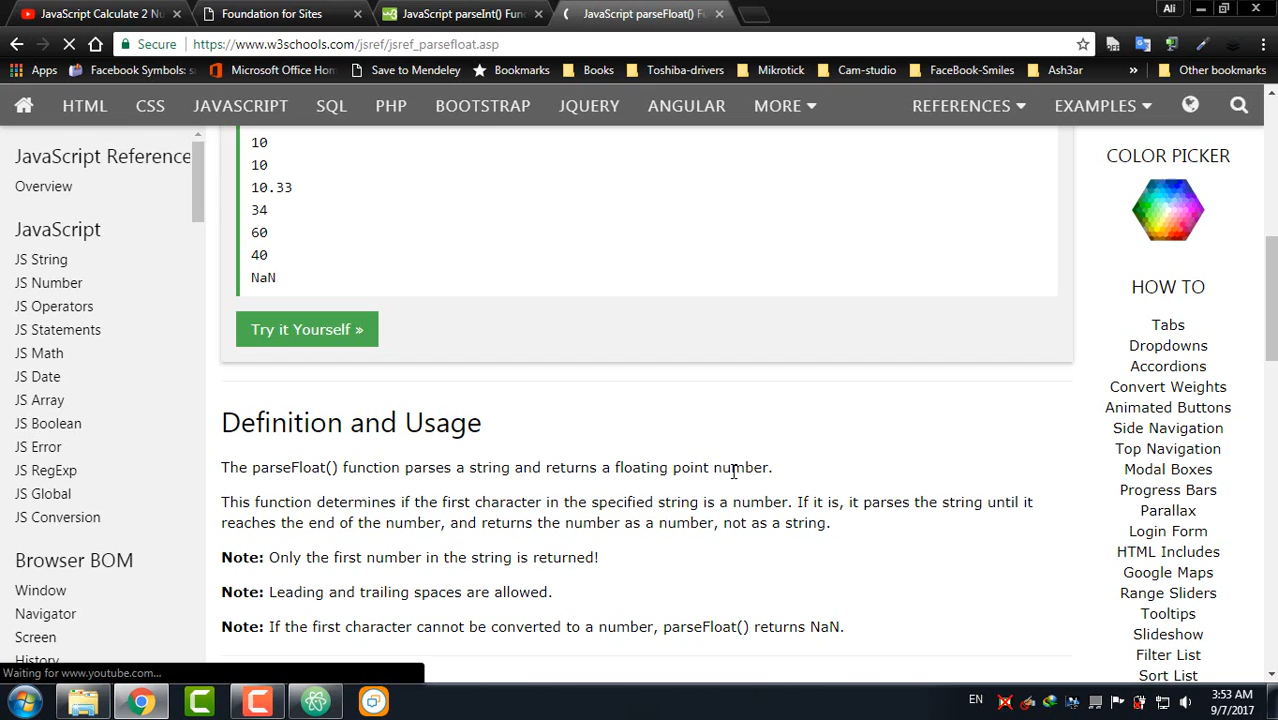 JavaScript Calculate 2 Nu
Foundation for Sites
JavaScript parseInt() Func
JavaScript parseFloat() Fu
Ali
Secure
https://www.w3schools.com/jsref/jsref_parsefloat.asp
Apps
Facebook Symbols: s
Microsoft Office Hom
Save to Mendeley
Bookmarks
Books
Toshiba-drivers
Mikrotick
Cam-studio
FaceBook-Smiles
Ash3ar
»
Other bookmarks
HTML
CSS
JAVASCRIPT
SQL
PHP
BOOTSTRAP
JQUERY
ANGULAR
MORE
REFERENCES
EXAMPLES
JavaScript Reference
Overview
JavaScript
JS String
JS Number
JS Operators
JS Statements
JS Math
JS Date
JS Array
JS Boolean
JS Error
JS RegExp
JS Global
JS Conversion
Browser BOM
Window
Navigator
Screen
History
10
10
10.33
34
60
40
NaN
Try it Yourself »
Definition and Usage
The parseFloat() function parses a string and returns a floating point number.
This function determines if the first character in the specified string is a number. If it is, it parses the string until it
reaches the end of the number, and returns the number as a number, not as a string.
Note: Only the first number in the string is returned!
Note: Leading and trailing spaces are allowed.
Note: If the first character cannot be converted to a number, parseFloat() returns NaN.
COLOR PICKER
HOW TO
Tabs
Dropdowns
Accordions
Convert Weights
Animated Buttons
Side Navigation
Top Navigation
Modal Boxes
Progress Bars
Parallax
Login Form
HTML Includes
Google Maps
Range Sliders
Tooltips
Slideshow
Filter List
Sort List
Waiting for www.youtube.com...
EN
3:53 AM
9/7/2017